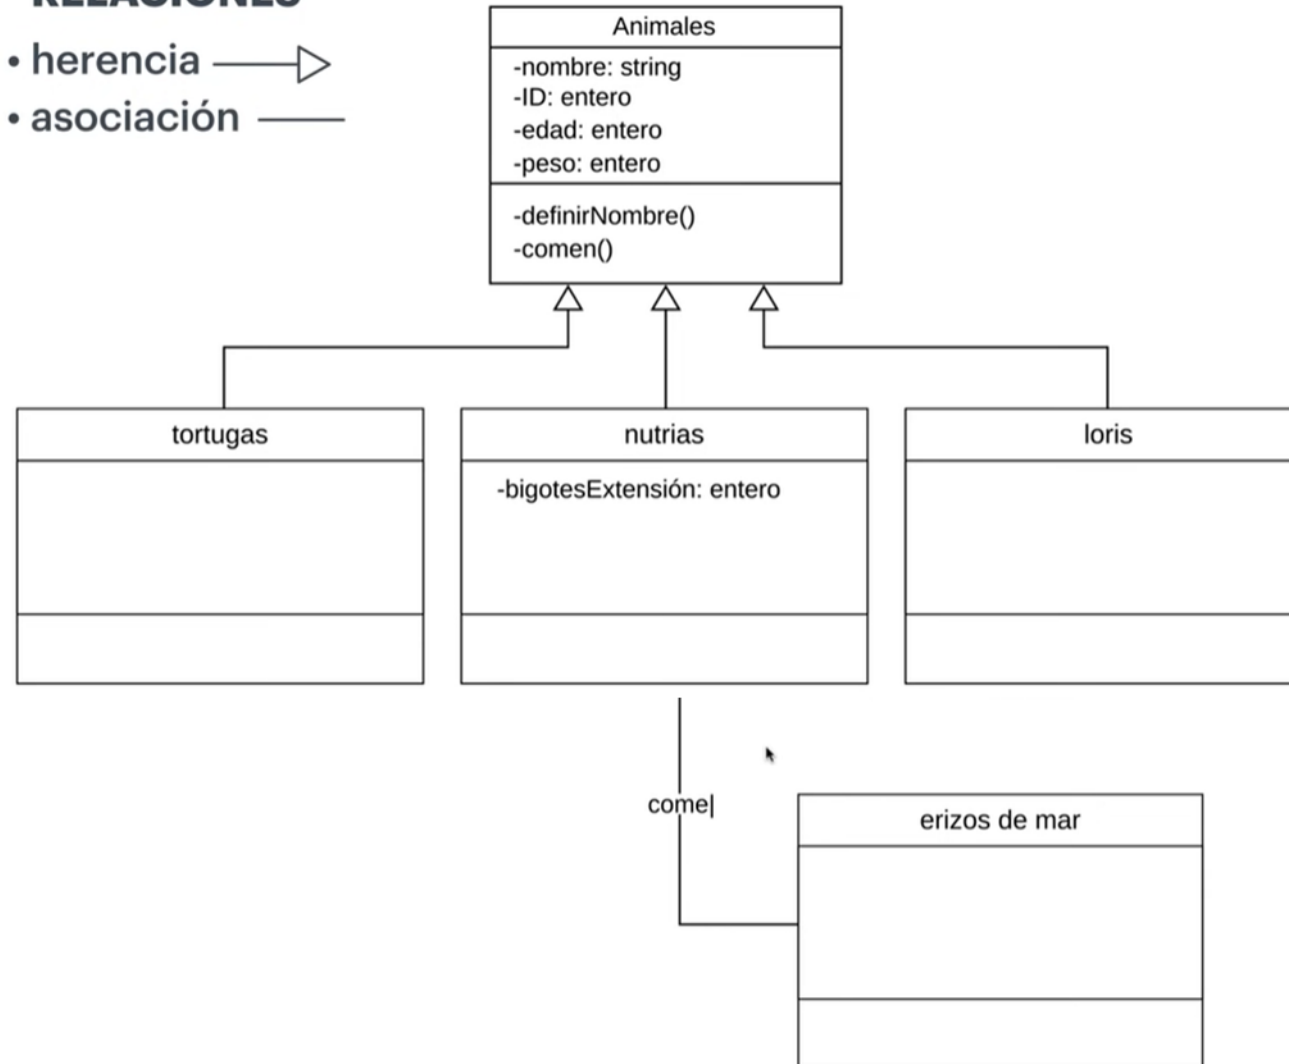 RELACIONES
• herencia
• asociación
Animales
-nombre: string
-ID: entero
-edad: entero
-peso: entero
-definirNombre()
-comen()
tortugas
nutrias
-bigotesExtensión: entero
loris
come
erizos de mar